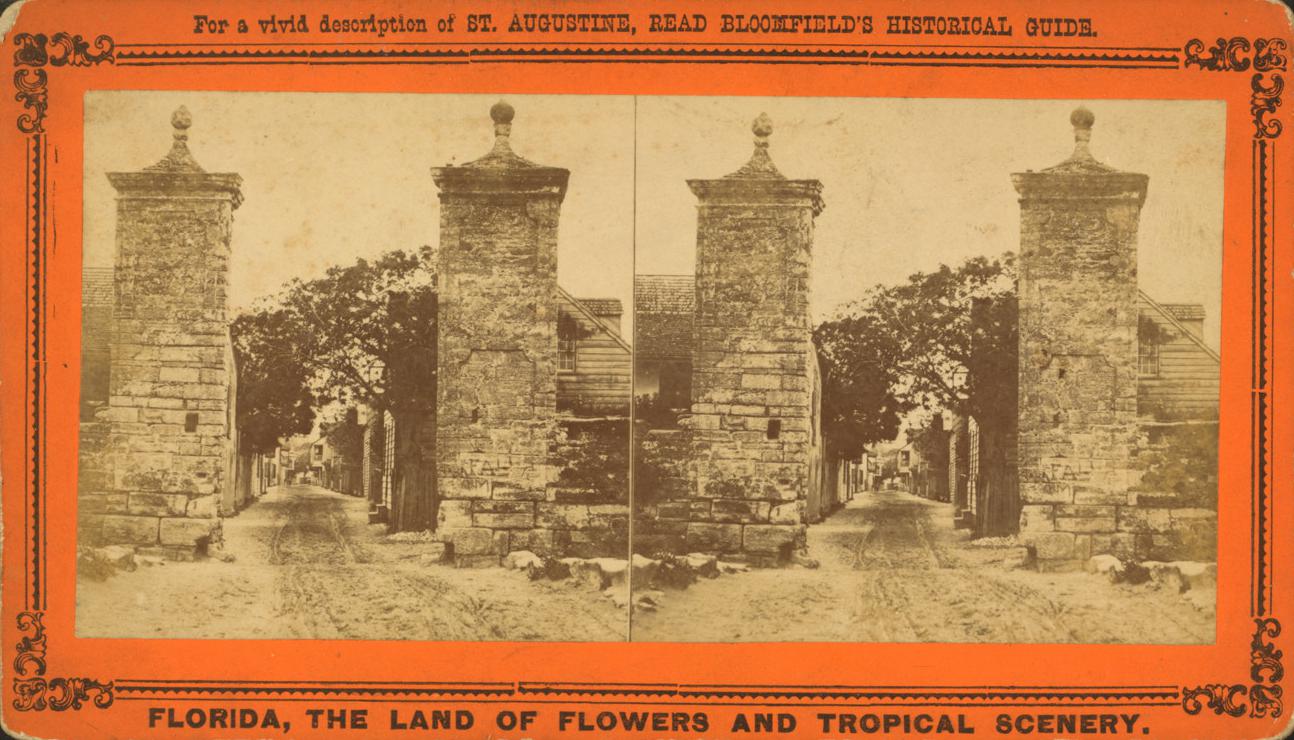 For a vivid description of ST. AUGUSTINE, READ BLOOMFIELD'S HISTORICAL GUIDE.
FLORIDA, THE LAND OF FLOWERS AND TROPICAL SCENERY.